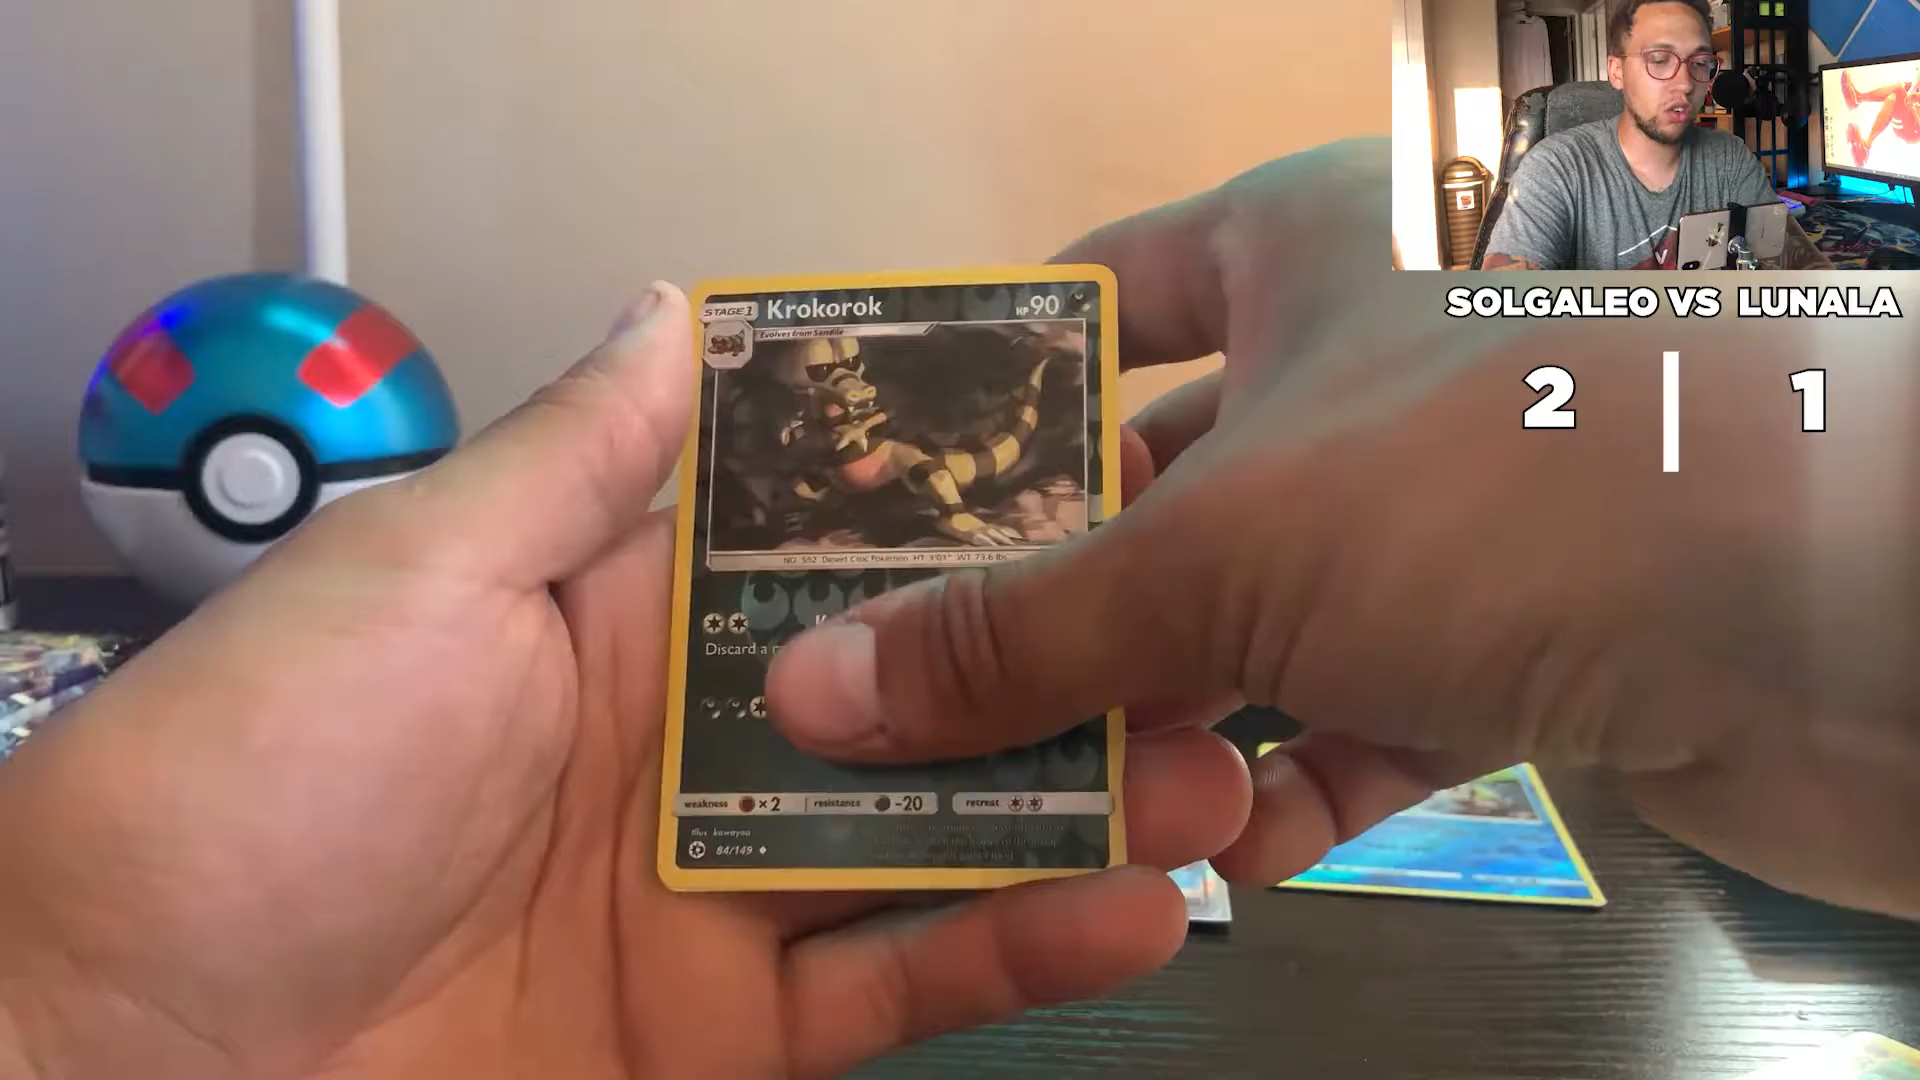 STAGE 1 Krokorok HP 90
Evolves from Sandile
NO. 552 Desert Croc Pokémon HT: 3'03" WT: 73.6 lbs.
Discard a
weakness ×2 resistance -20 retreat
Illus. kawayoo
84/149
SOLGALEO VS LUNALA
2 1